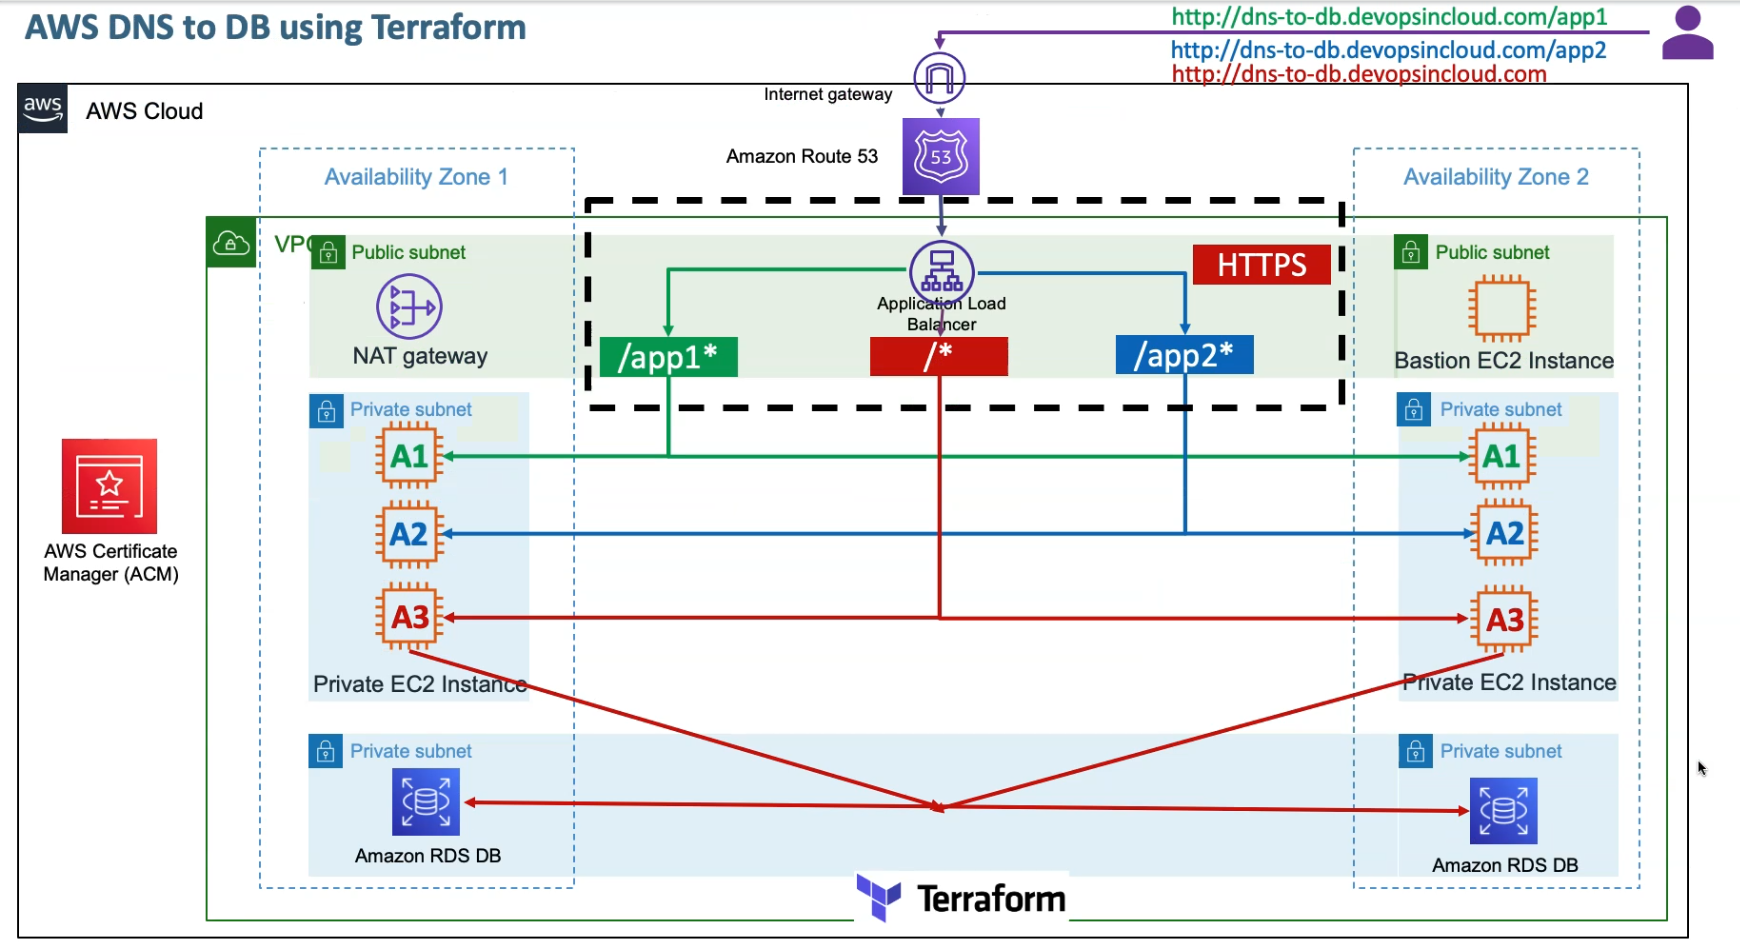 AWS DNS to DB using Terraform
http://dns-to-db.devopsincloud.com/app1
http://dns-to-db.devopsincloud.com/app2
http://dns-to-db.devopsincloud.com
aws
AWS Cloud
Internet gateway
Amazon Route 53
53
Availability Zone 1
Availability Zone 2
VPC
Public subnet
NAT gateway
HTTPS
Application Load
Balancer
/app1*
/*
/app2*
Public subnet
Bastion EC2 Instance
Private subnet
A1
A2
A3
Private EC2 Instance
Private subnet
A1
A2
A3
Private EC2 Instance
AWS Certificate
Manager (ACM)
Private subnet
Amazon RDS DB
Private subnet
Amazon RDS DB
Terraform